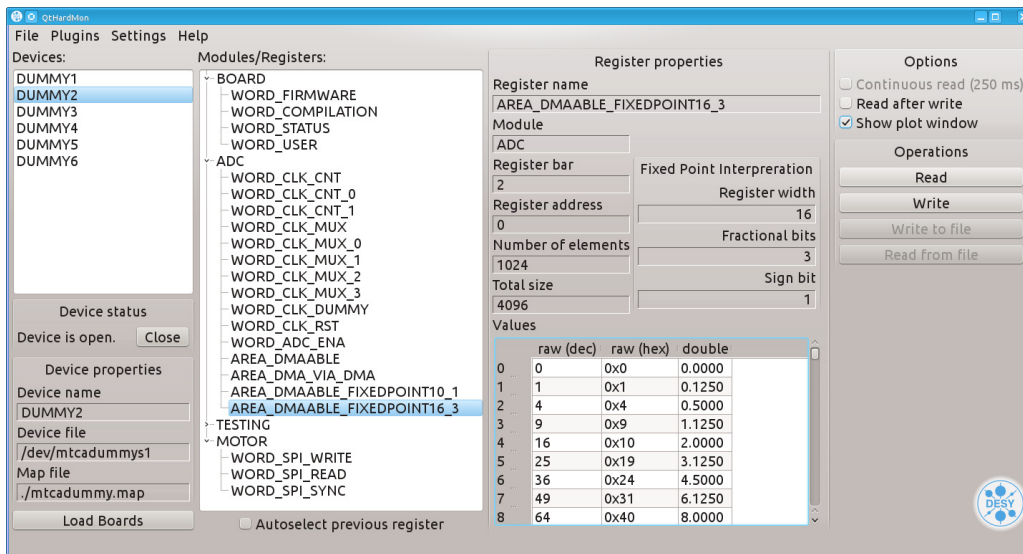 QtHardMon
File Plugins Settings Help
Devices:
DUMMY1
DUMMY2
DUMMY3
DUMMY4
DUMMY5
DUMMY6
Device status
Device is open. Close
Device properties
Device name
DUMMY2
Device file
/dev/mtcadummys1
Map file
./mtcadummy.map
Load Boards
Modules/Registers:
BOARD
WORD_FIRMWARE
WORD_COMPILATION
WORD_STATUS
WORD_USER
ADC
WORD_CLK_CNT
WORD_CLK_CNT_0
WORD_CLK_CNT_1
WORD_CLK_MUX
WORD_CLK_MUX_0
WORD_CLK_MUX_1
WORD_CLK_MUX_2
WORD_CLK_MUX_3
WORD_CLK_DUMMY
WORD_CLK_RST
WORD_ADC_ENA
AREA_DMAABLE
AREA_DMA_VIA_DMA
AREA_DMAABLE_FIXEDPOINT10_1
AREA_DMAABLE_FIXEDPOINT16_3
TESTING
MOTOR
WORD_SPI_WRITE
WORD_SPI_READ
WORD_SPI_SYNC
Autoselect previous register
Register properties
Register name
AREA_DMAABLE_FIXEDPOINT16_3
Module
ADC
Register bar
2
Register address
0
Number of elements
1024
Total size
4096
Fixed Point Interpreration
Register width
16
Fractional bits
3
Sign bit
1
Values
raw (dec) raw (hex) double
0 0 0x0 0.0000
1 1 0x1 0.1250
2 4 0x4 0.5000
3 9 0x9 1.1250
4 16 0x10 2.0000
5 25 0x19 3.1250
6 36 0x24 4.5000
7 49 0x31 6.1250
8 64 0x40 8.0000
Options
Continuous read (250 ms)
Read after write
Show plot window
Operations
Read
Write
Write to file
Read from file
DESY